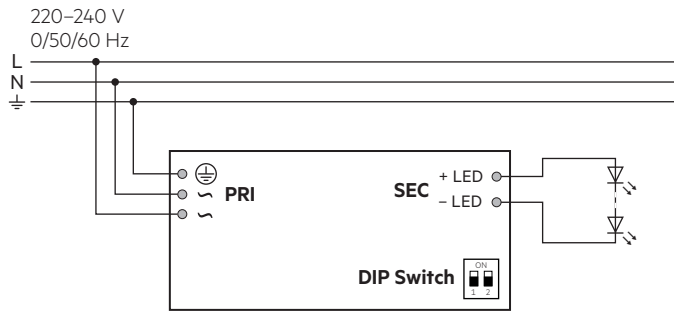 220–240 V
0/50/60 Hz
L
N
PRI
SEC
+ LED
– LED
DIP Switch
ON
1 2